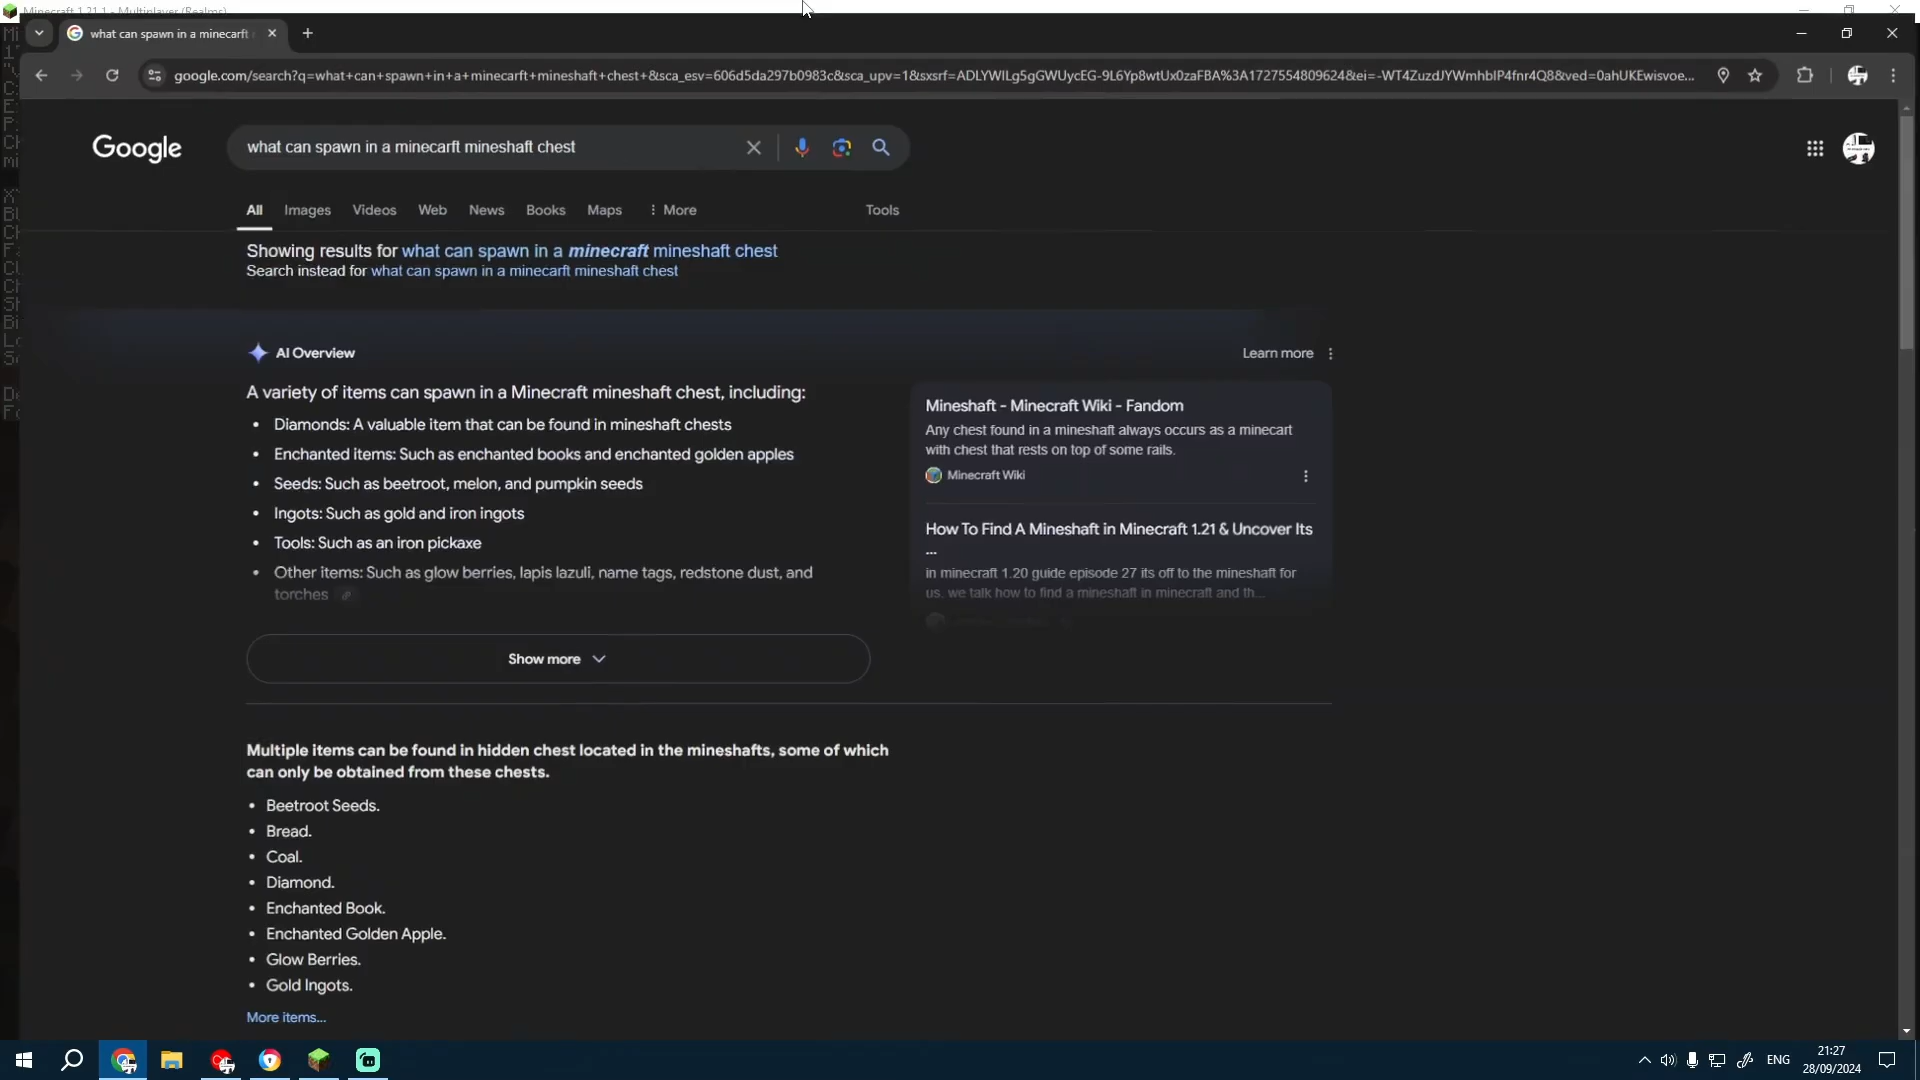 Minecraft 1.21.1 - Multiplayer (Realms)
what can spawn in a minecarft
google.com/search?q=what+can+spawn+in+a+minecarft+mineshaft+chest+&sca_esv=606d5da297b0983c&sca_upv=1&sxsrf=ADLYWILg5gGWUycEG-9L6Yp8wtUx0zaFBA%3A1727554809624&ei=-WT4ZuzdJYWmhbIP4fnr4Q8&ved=0ahUKEwisvoe...
Google
what can spawn in a minecarft mineshaft chest
All Images Videos Web News Books Maps More Tools
Showing results for what can spawn in a minecraft mineshaft chest
Search instead for what can spawn in a minecarft mineshaft chest
AI Overview
Learn more
A variety of items can spawn in a Minecraft mineshaft chest, including:
• Diamonds: A valuable item that can be found in mineshaft chests
• Enchanted items: Such as enchanted books and enchanted golden apples
• Seeds: Such as beetroot, melon, and pumpkin seeds
• Ingots: Such as gold and iron ingots
• Tools: Such as an iron pickaxe
• Other items: Such as glow berries, lapis lazuli, name tags, redstone dust, and
torches
Mineshaft - Minecraft Wiki - Fandom
Any chest found in a mineshaft always occurs as a minecart
with chest that rests on top of some rails.
Minecraft Wiki
How To Find A Mineshaft in Minecraft 1.21 & Uncover Its
...
in minecraft 1.20 guide episode 27 its off to the mineshaft for
us. we talk how to find a mineshaft in minecraft and th...
Show more
Multiple items can be found in hidden chest located in the mineshafts, some of which
can only be obtained from these chests.
• Beetroot Seeds.
• Bread.
• Coal.
• Diamond.
• Enchanted Book.
• Enchanted Golden Apple.
• Glow Berries.
• Gold Ingots.
More items...
ENG
21:27
28/09/2024